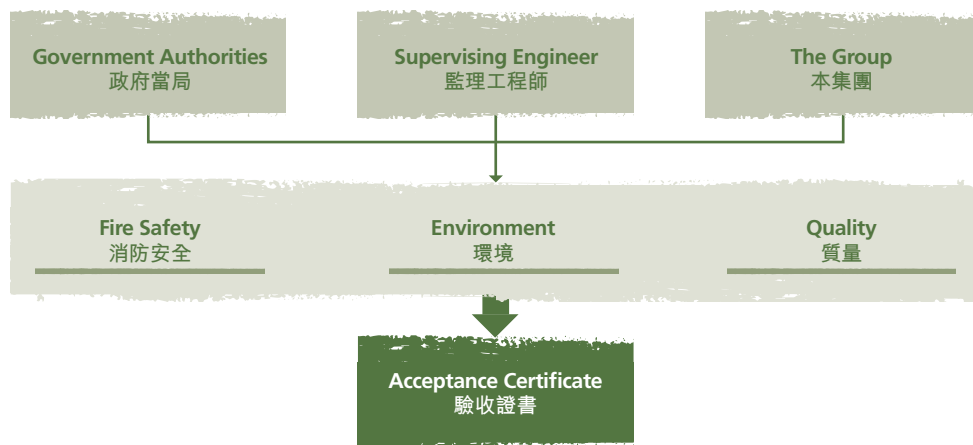 Government Authorities
政府當局
Supervising Engineer
監理工程師
The Group
本集團
Fire Safety
消防安全
Environment
環境
Quality
質量
Acceptance Certificate
驗收證書